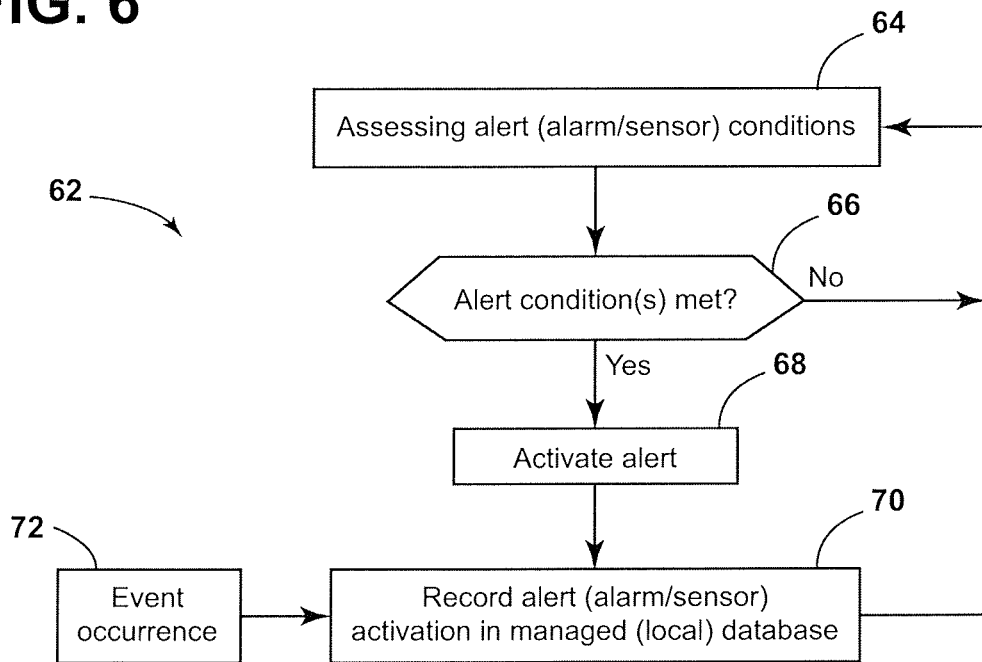 FIG. 6
64
Assessing alert (alarm/sensor) conditions
62
66
Alert condition(s) met?
No
Yes
68
Activate alert
70
72
Event
occurrence
Record alert (alarm/sensor)
activation in managed (local) database